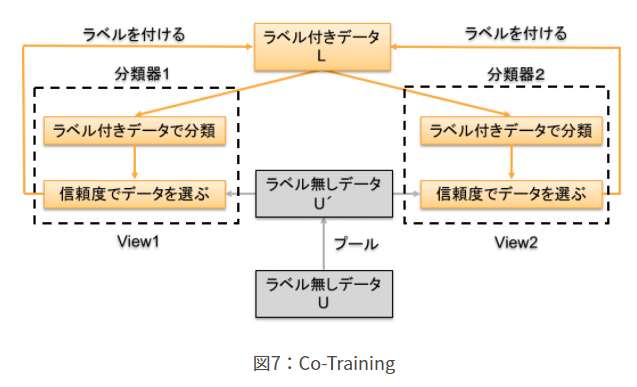 ラベルを付ける
ラベル付きデータ
L
ラベルを付ける
分類器1
分類器2
ラベル付きデータで分類
ラベル付きデータで分類
信頼度でデータを選ぶ
ラベル無しデータ
U´
信頼度でデータを選ぶ
View1
プール
View2
ラベル無しデータ
U
図7：Co-Training